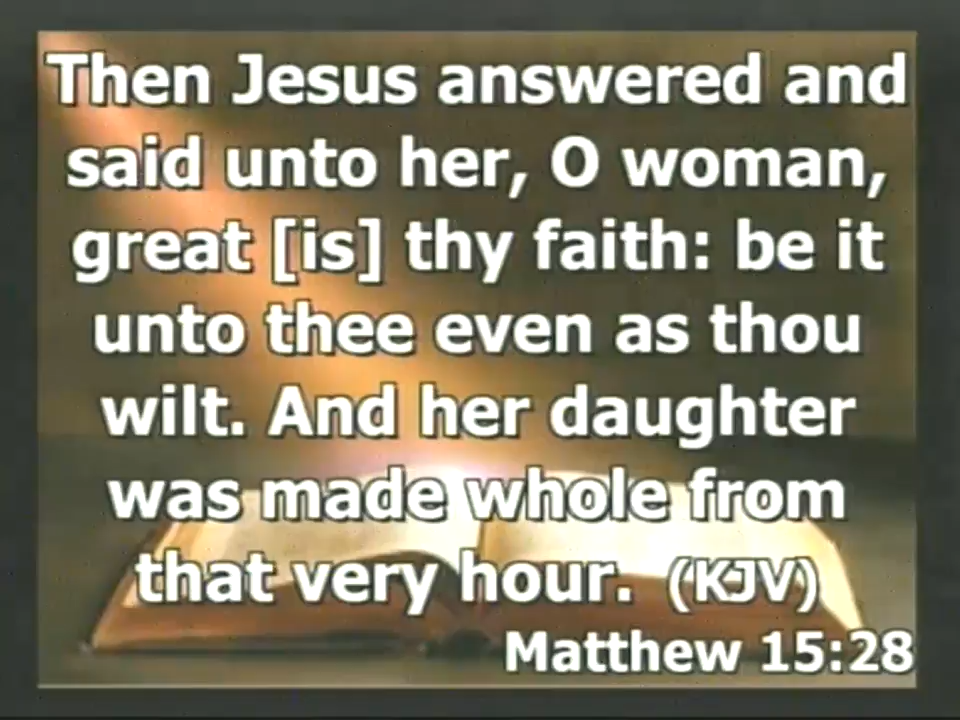 Then Jesus answered and
said unto her, O woman,
great [is] thy faith: be it
unto thee even as thou
wilt. And her daughter
was made whole from
that very hour. (KJV)
Matthew 15:28